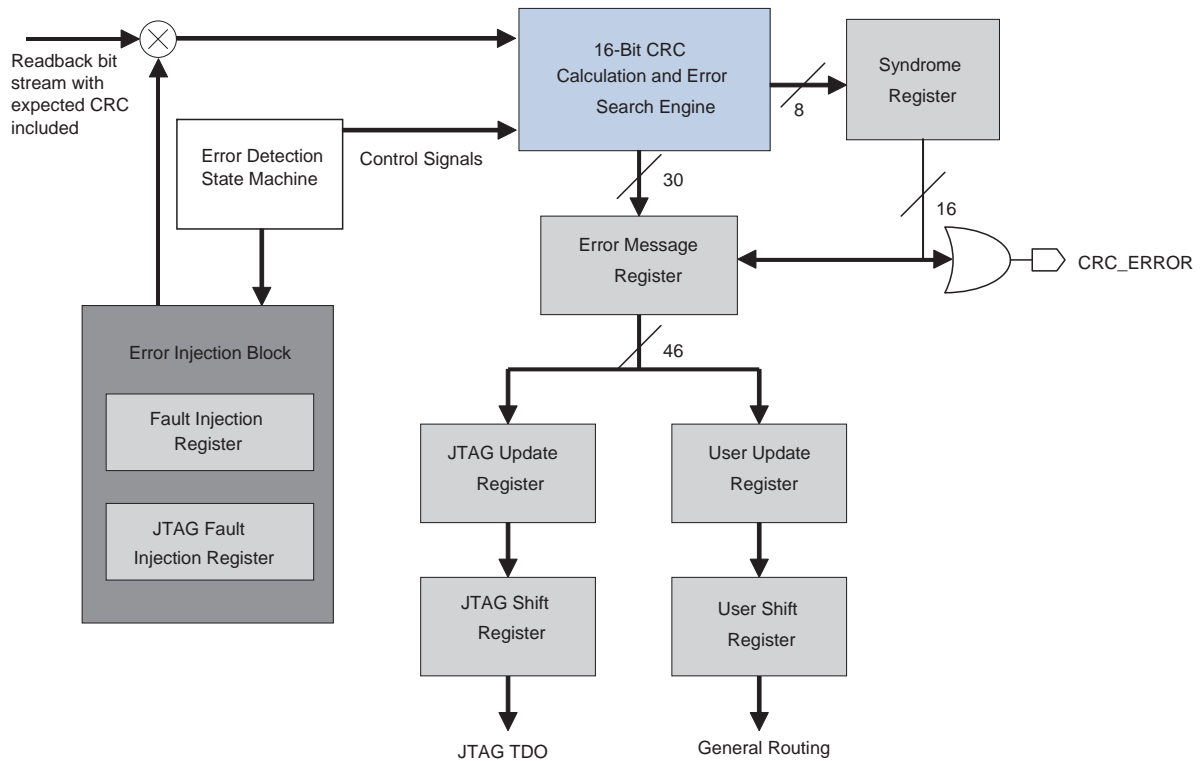 Readback bit
stream with
expected CRC
included
16-Bit CRC
Calculation and Error
Search Engine
8
Syndrome
Register
Error Detection
State Machine
Control Signals
30
16
Error Message
Register
CRC_ERROR
46
Error Injection Block
Fault Injection
Register
JTAG Fault
Injection Register
JTAG Update
Register
User Update
Register
JTAG Shift
Register
User Shift
Register
JTAG TDO
General Routing